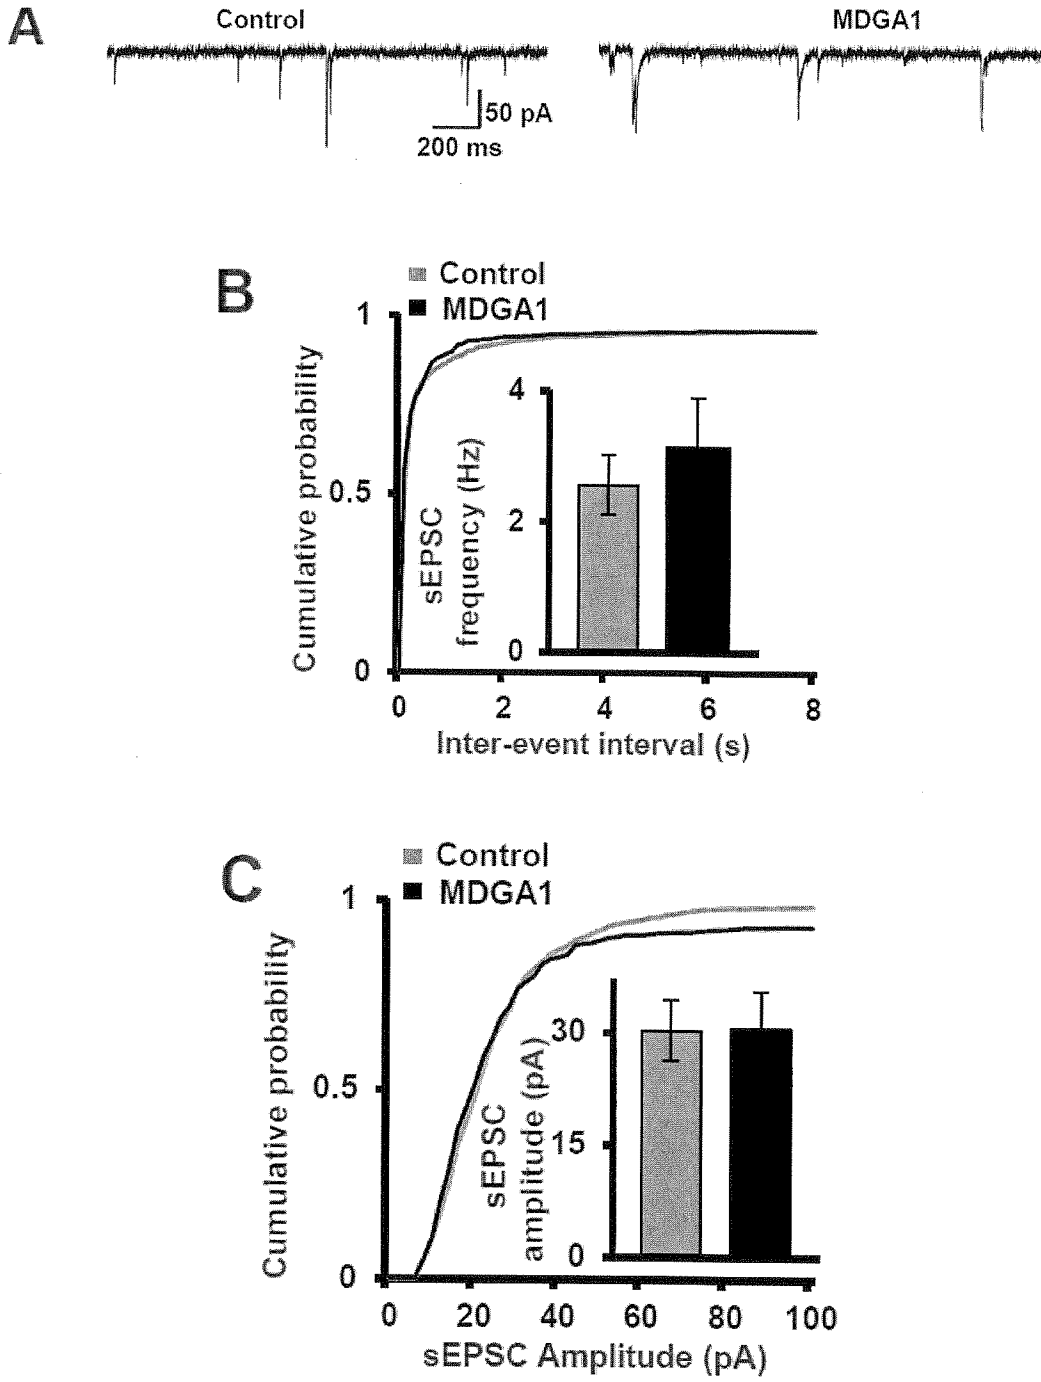 A
Control
MDGA1
50 pA
200 ms
B
Control
MDGA1
Cumulative probability
1
0.5
0
0 2 4 6 8
Inter-event interval (s)
sEPSC
frequency (Hz)
4
2
0
C
Control
MDGA1
Cumulative probability
1
0.5
0
0 20 40 60 80 100
sEPSC Amplitude (pA)
sEPSC
amplitude (pA)
30
15
0